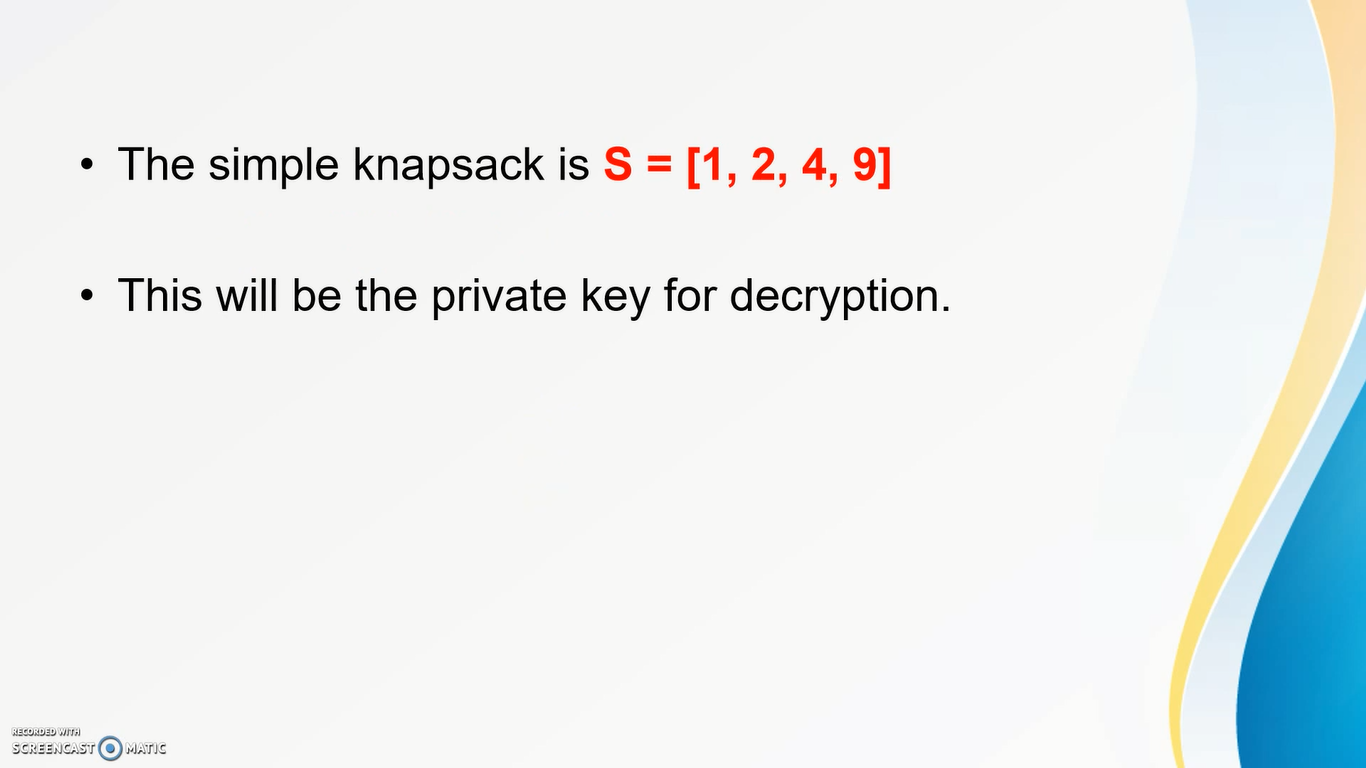 • The simple knapsack is S = [1, 2, 4, 9]
• This will be the private key for decryption.
RECORDED WITH
SCREENCAST MATIC